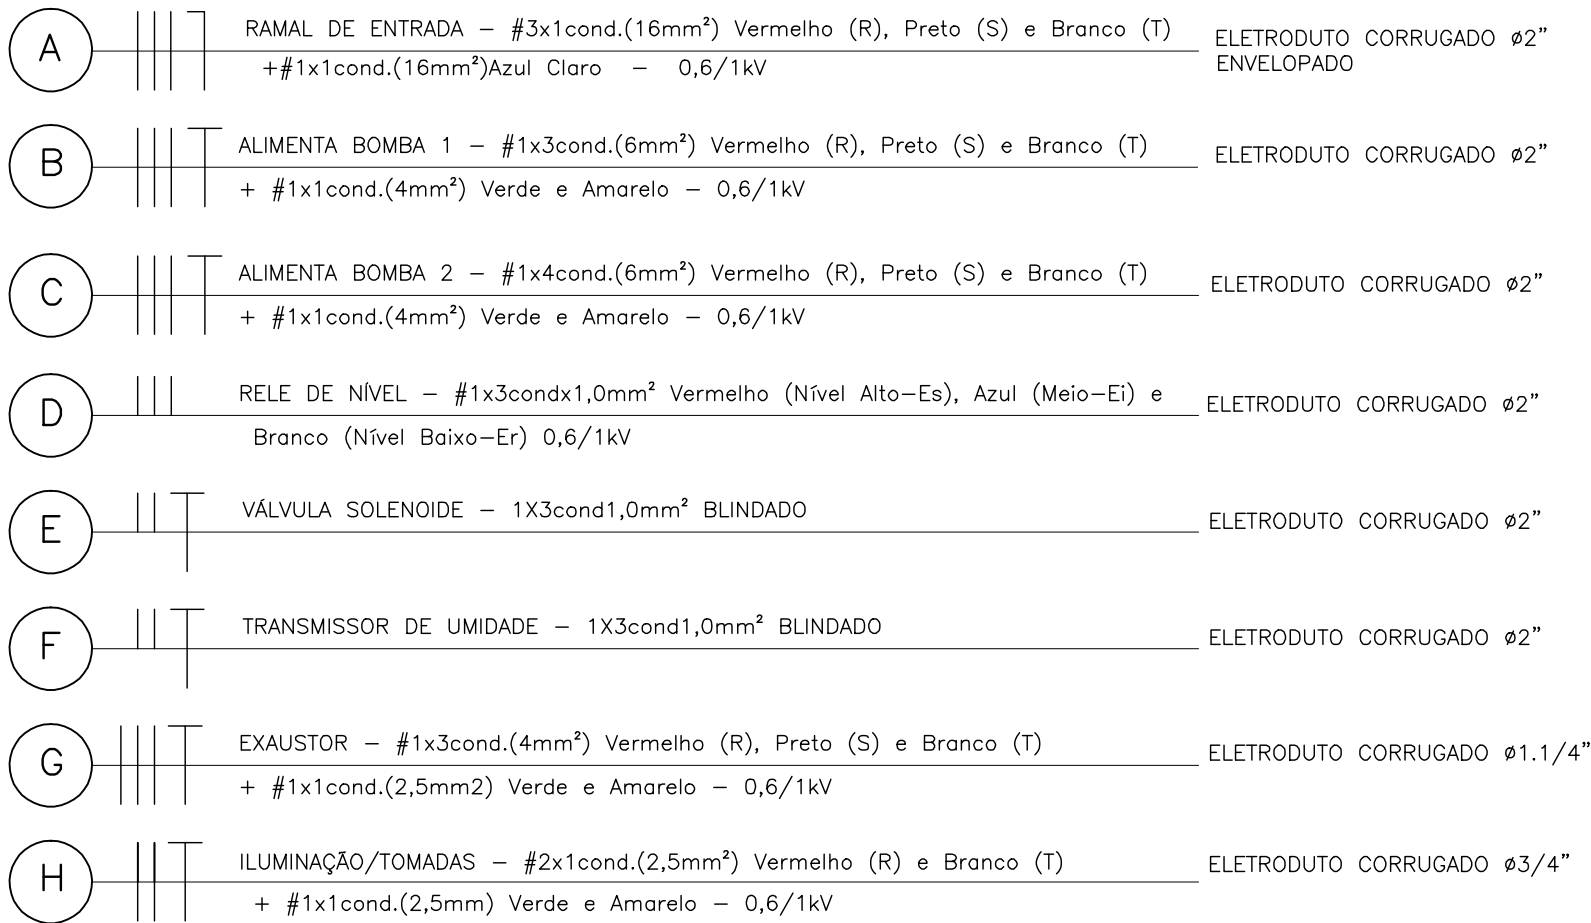 A
RAMAL DE ENTRADA – #3x1cond.(16mm²) Vermelho (R), Preto (S) e Branco (T)
+#1x1cond.(16mm²)Azul Claro – 0,6/1kV
ELETRODUTO CORRUGADO ø2”
ENVELOPADO
B
ALIMENTA BOMBA 1 – #1x3cond.(6mm²) Vermelho (R), Preto (S) e Branco (T)
+ #1x1cond.(4mm²) Verde e Amarelo – 0,6/1kV
ELETRODUTO CORRUGADO ø2”
C
ALIMENTA BOMBA 2 – #1x4cond.(6mm²) Vermelho (R), Preto (S) e Branco (T)
+ #1x1cond.(4mm²) Verde e Amarelo – 0,6/1kV
ELETRODUTO CORRUGADO ø2”
D
RELE DE NÍVEL – #1x3condx1,0mm² Vermelho (Nível Alto–Es), Azul (Meio–Ei) e
Branco (Nível Baixo–Er) 0,6/1kV
ELETRODUTO CORRUGADO ø2”
E
VÁLVULA SOLENOIDE – 1X3cond1,0mm² BLINDADO
ELETRODUTO CORRUGADO ø2”
F
TRANSMISSOR DE UMIDADE – 1X3cond1,0mm² BLINDADO
ELETRODUTO CORRUGADO ø2”
G
EXAUSTOR – #1x3cond.(4mm²) Vermelho (R), Preto (S) e Branco (T)
+ #1x1cond.(2,5mm2) Verde e Amarelo – 0,6/1kV
ELETRODUTO CORRUGADO ø1.1/4”
H
ILUMINAÇÃO/TOMADAS – #2x1cond.(2,5mm²) Vermelho (R) e Branco (T)
+ #1x1cond.(2,5mm) Verde e Amarelo – 0,6/1kV
ELETRODUTO CORRUGADO ø3/4”